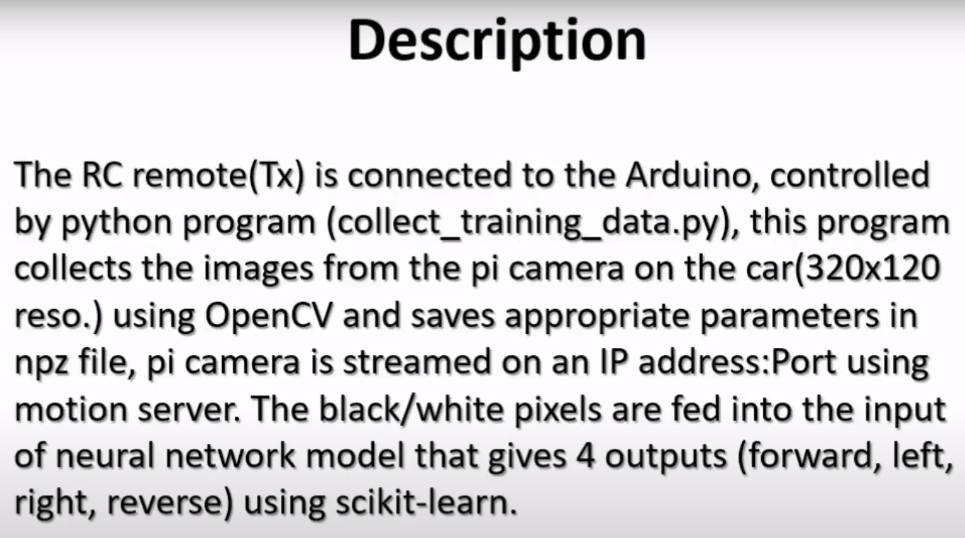 Description
The RC remote(Tx) is connected to the Arduino, controlled
by python program (collect_training_data.py), this program
collects the images from the pi camera on the car(320x120
reso.) using OpenCV and saves appropriate parameters in
npz file, pi camera is streamed on an IP address:Port using
motion server. The black/white pixels are fed into the input
of neural network model that gives 4 outputs (forward, left,
right, reverse) using scikit-learn.